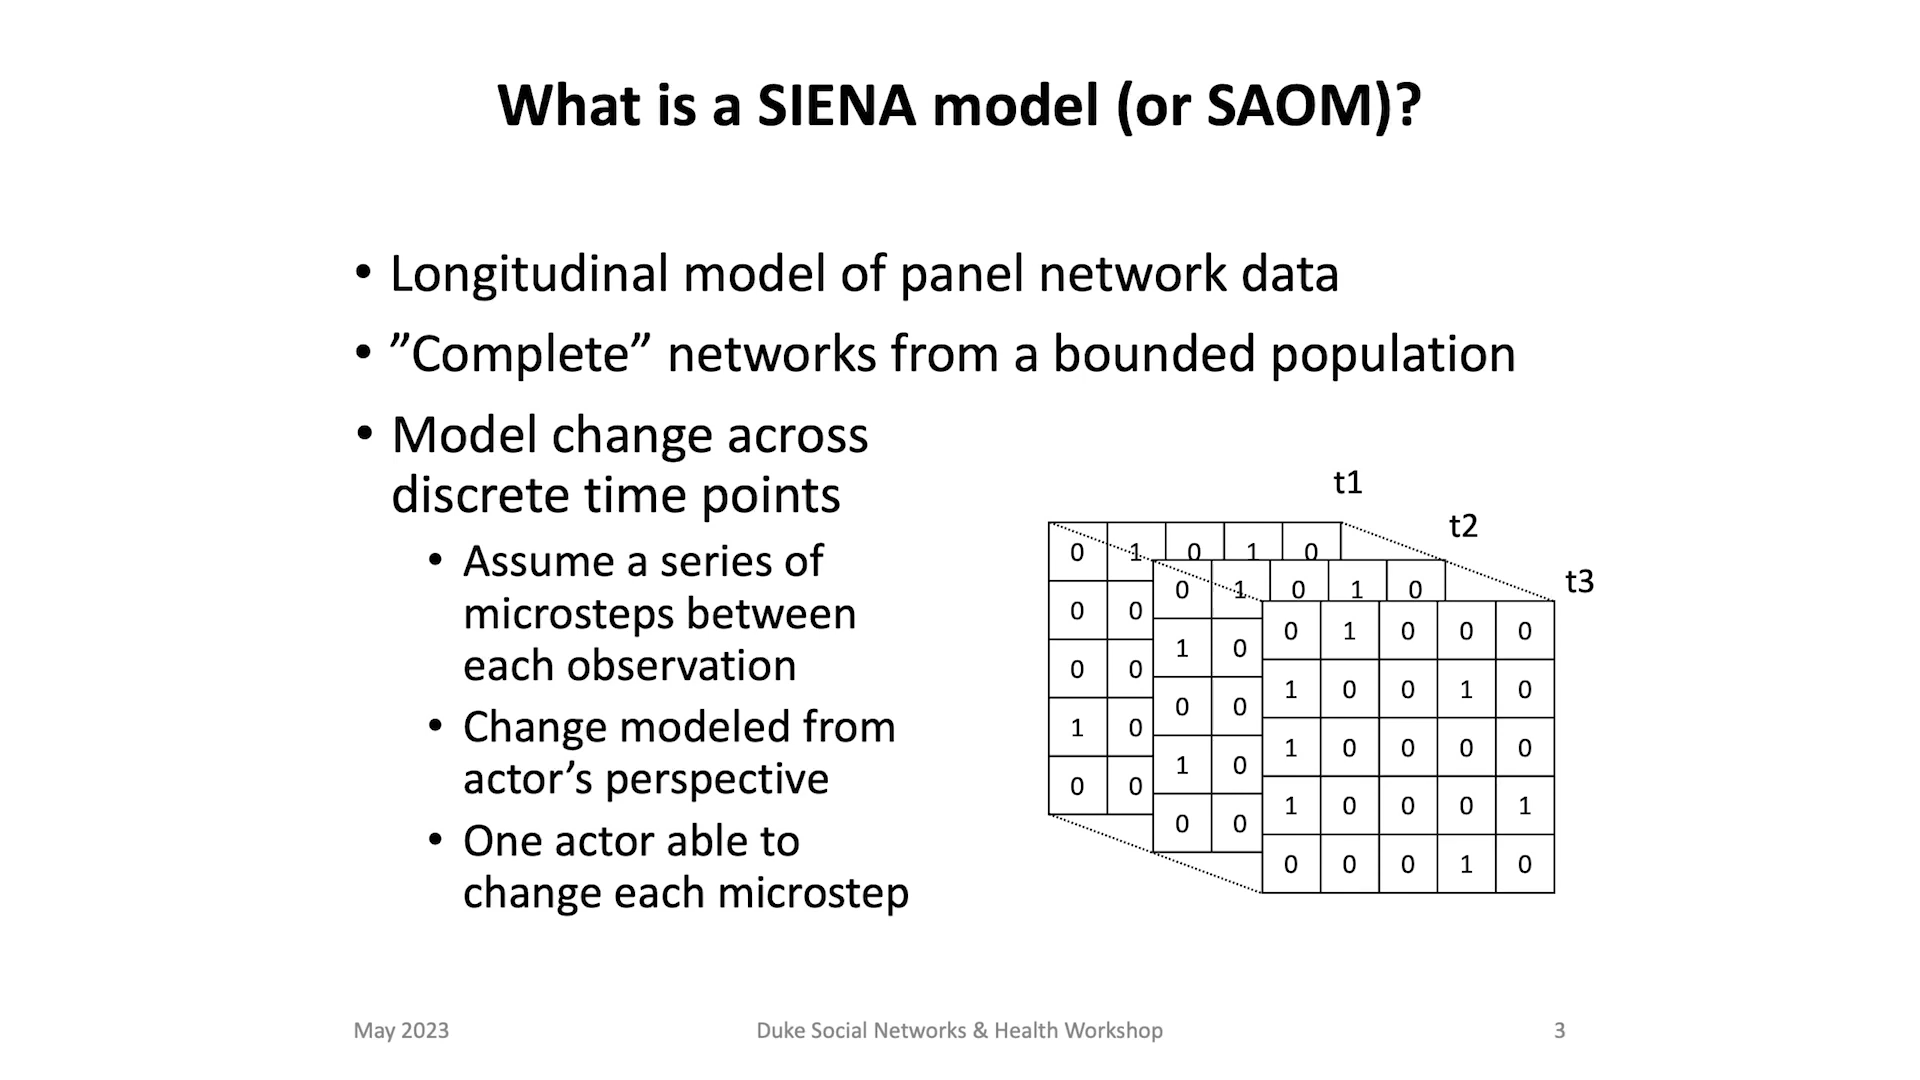 What is a SIENA model (or SAOM)?
• Longitudinal model of panel network data
• ”Complete” networks from a bounded population
• Model change across
discrete time points
• Assume a series of
microsteps between
each observation
• Change modeled from
actor’s perspective
• One actor able to
change each microstep
t1
0 1 0 1 0
0 0
0 0
1 0
0 0
t2
0 1 0 1 0
1 0
0 0
1 0
0 0
t3
0 1 0 0 0
1 0 0 1 0
1 0 0 0 0
1 0 0 0 1
0 0 0 1 0
May 2023
Duke Social Networks & Health Workshop
3